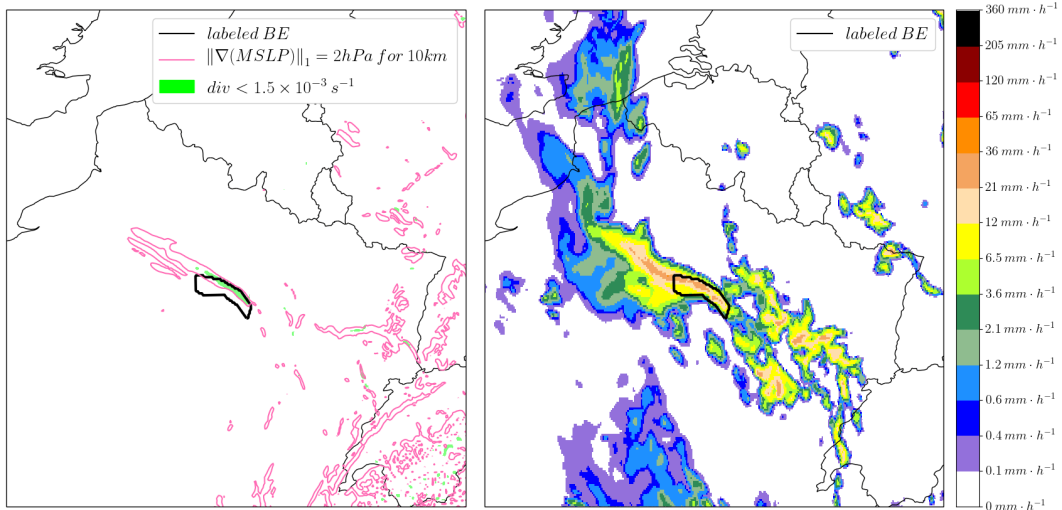 labeled BE
‖∇(MSLP)‖₁ = 2hPa for 10km
div < 1.5 × 10⁻³ s⁻¹
labeled BE
360 mm · h⁻¹
205 mm · h⁻¹
120 mm · h⁻¹
65 mm · h⁻¹
36 mm · h⁻¹
21 mm · h⁻¹
12 mm · h⁻¹
6.5 mm · h⁻¹
3.6 mm · h⁻¹
2.1 mm · h⁻¹
1.2 mm · h⁻¹
0.6 mm · h⁻¹
0.4 mm · h⁻¹
0.1 mm · h⁻¹
0 mm · h⁻¹